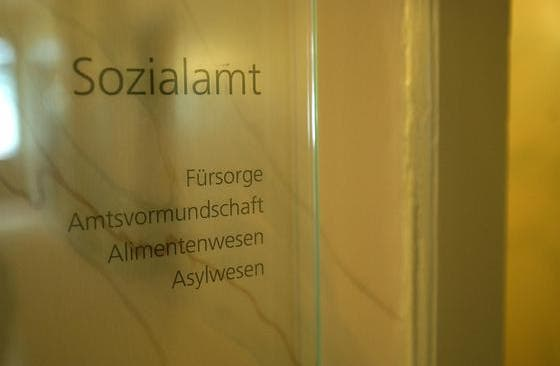 Sozialamt
Fürsorge
Amtsvormundschaft
Alimentenwesen
Asylwesen